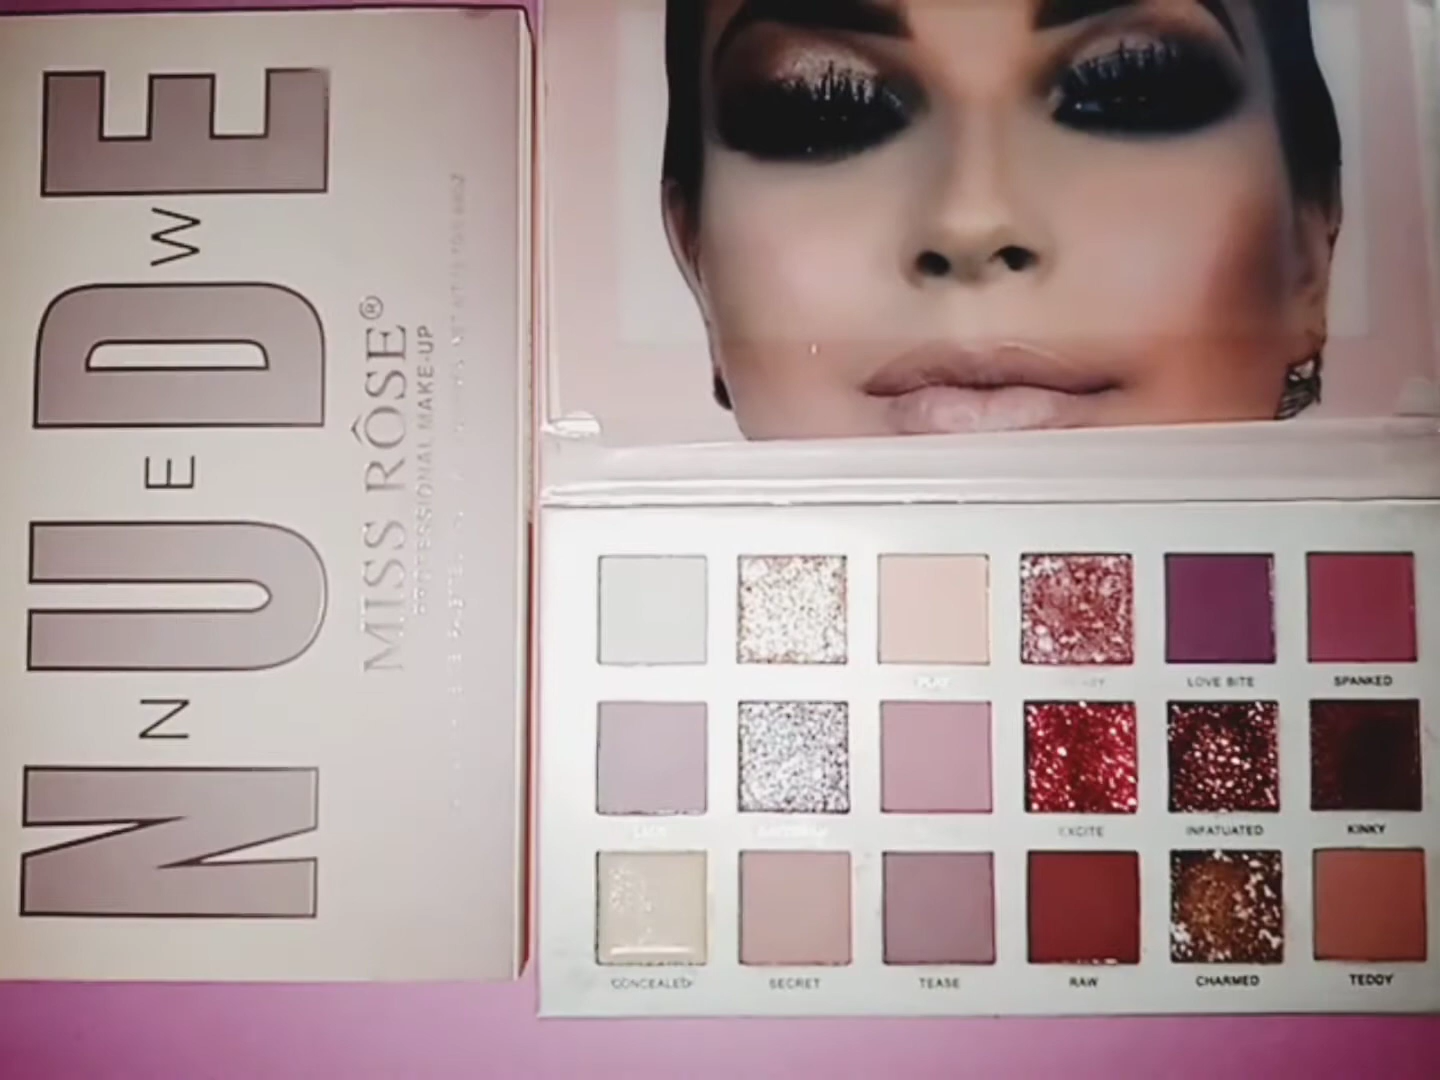 NUDE
NEW
MISS RÔSE®
PROFESSIONAL MAKE-UP
PLAY
LOVE BITE
SPANKED
LACE
EXCITE
INFATUATED
KINKY
CONCEALED
SECRET
TEASE
RAW
CHARMED
TEDDY